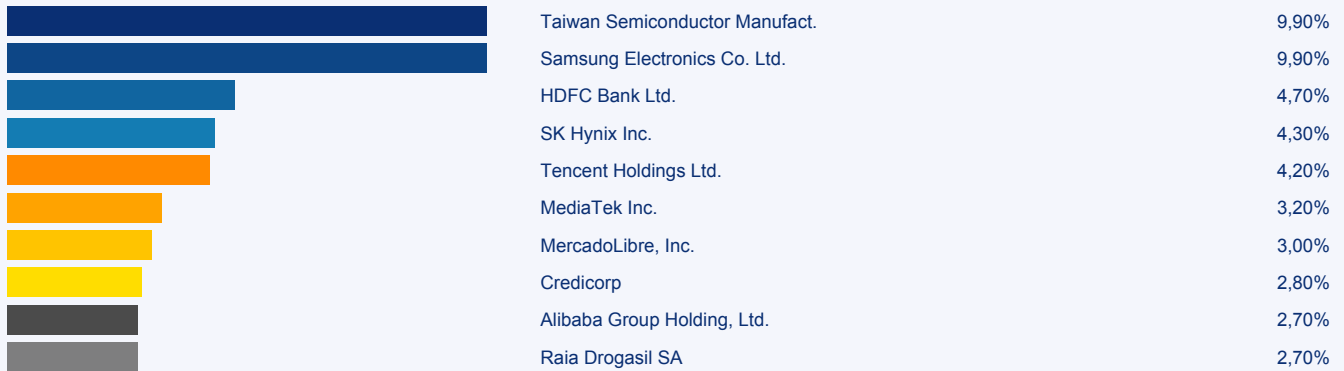 Taiwan Semiconductor Manufact. 9,90%
Samsung Electronics Co. Ltd. 9,90%
HDFC Bank Ltd. 4,70%
SK Hynix Inc. 4,30%
Tencent Holdings Ltd. 4,20%
MediaTek Inc. 3,20%
MercadoLibre, Inc. 3,00%
Credicorp 2,80%
Alibaba Group Holding, Ltd. 2,70%
Raia Drogasil SA 2,70%